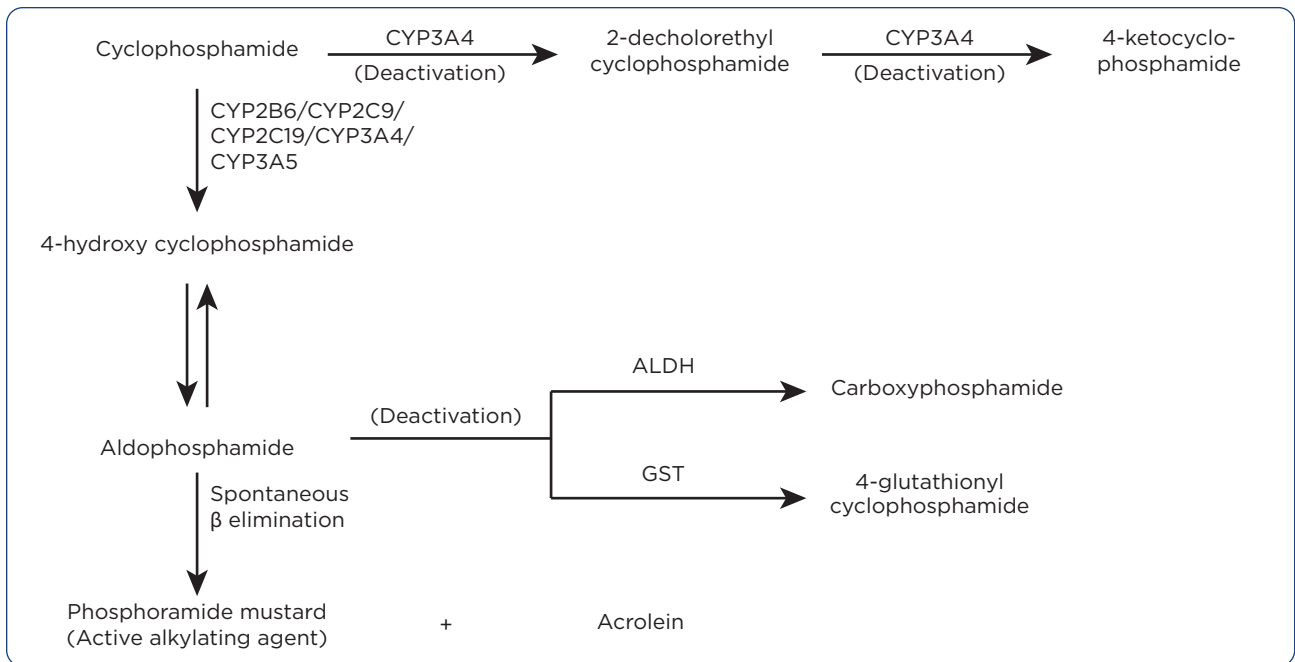 Cyclophosphamide
CYP3A4
(Deactivation)
2-decholorethyl
cyclophosphamide
CYP3A4
(Deactivation)
4-ketocyclo-
phosphamide
CYP2B6/CYP2C9/
CYP2C19/CYP3A4/
CYP3A5
4-hydroxy cyclophosphamide
ALDH
Carboxyphosphamide
(Deactivation)
Aldophosphamide
GST
4-glutathionyl
cyclophosphamide
Spontaneous
β elimination
Phosphoramide mustard
(Active alkylating agent)
+
Acrolein